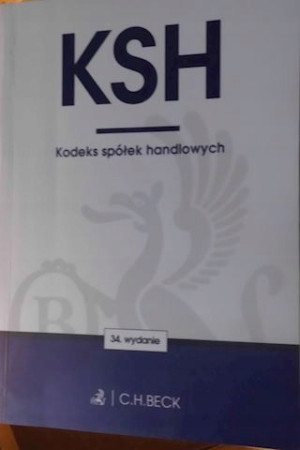 KSH
Kodeks spółek handlowych
B
34. wydanie
C.H.BECK